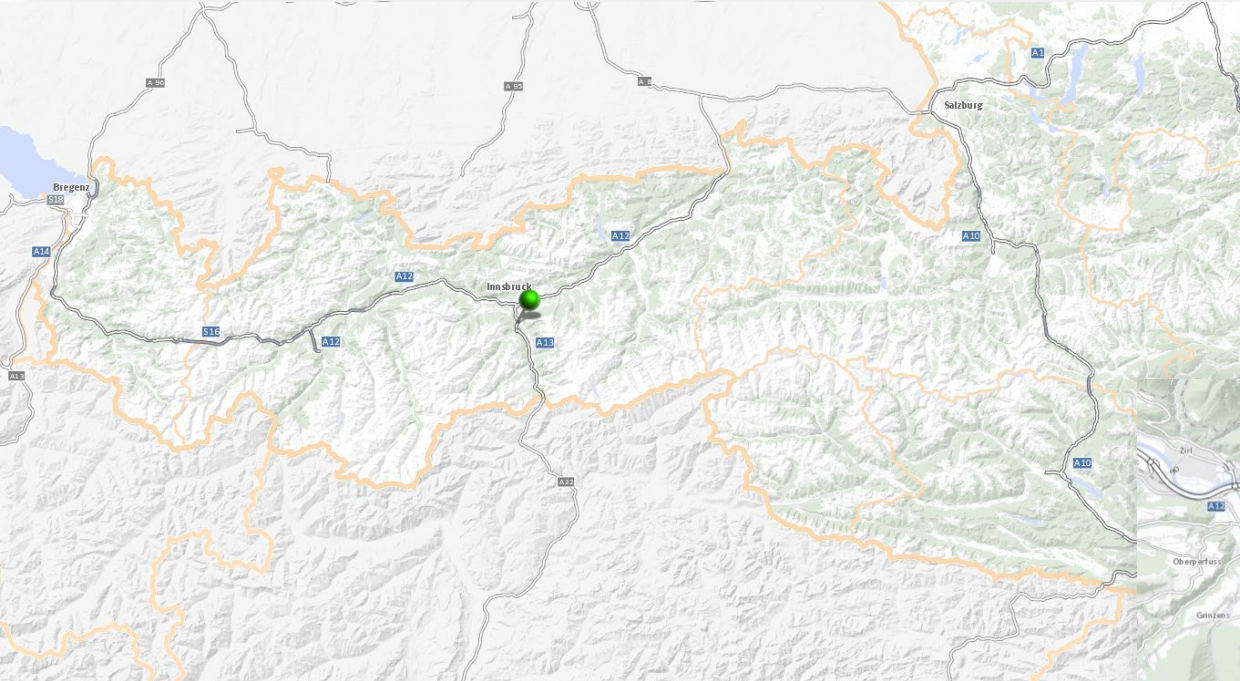 A1
A 96
A 8
A 95
Salzburg
Bregenz
S18
A12
A10
A14
A12
Innsbruck
S16
A12
A13
A13
Zirl
A10
A22
A12
Oberperfuss
Grinzens